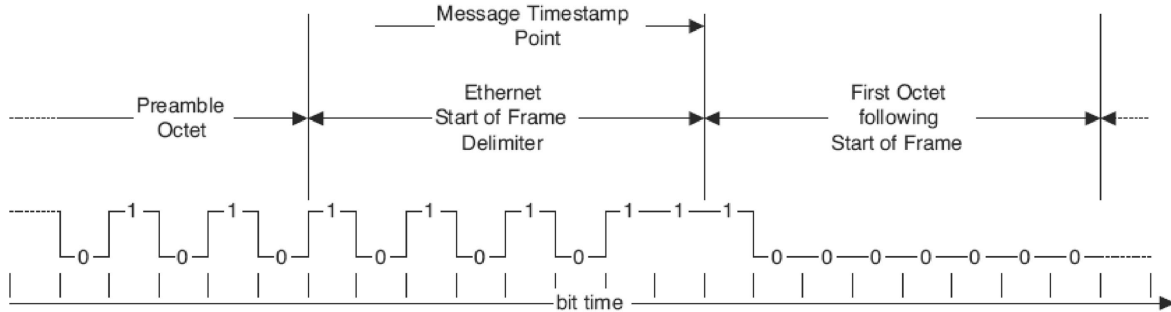 Message Timestamp
Point
Preamble
Octet
Ethernet
Start of Frame
Delimiter
First Octet
following
Start of Frame
1 1 1 1 1 1 1 1
0 0 0 0 0 0 0 0 0 0 0 0 0
bit time